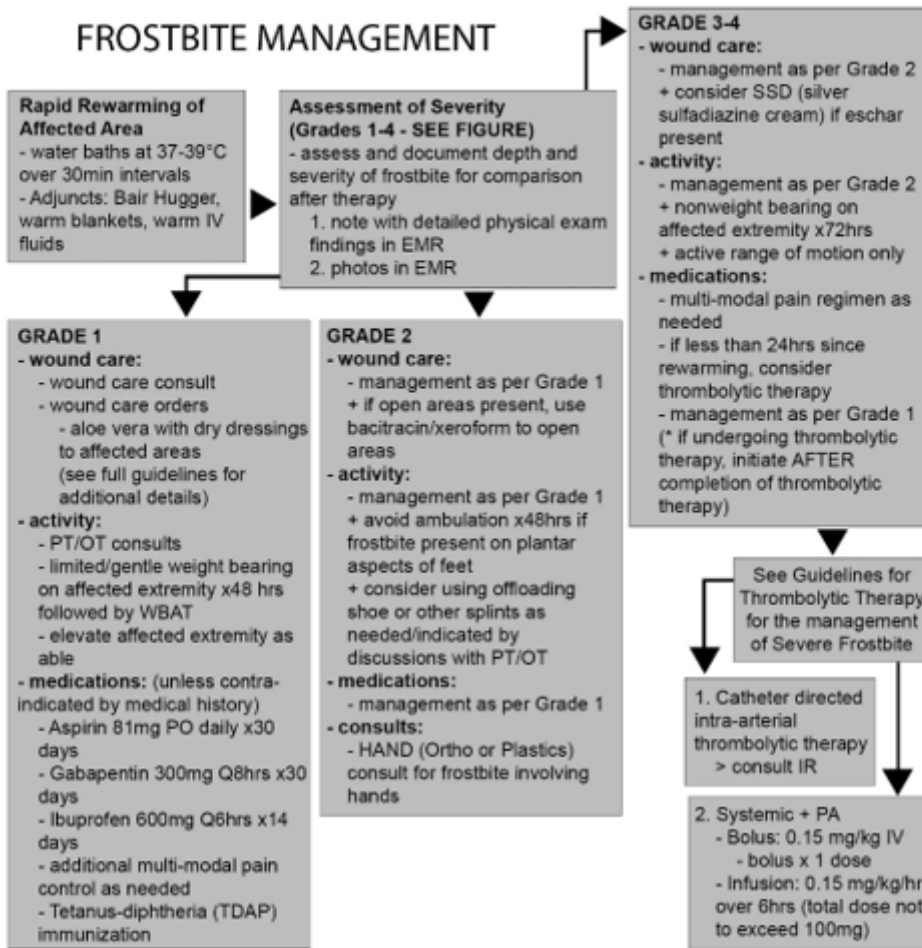 FROSTBITE MANAGEMENT
Rapid Rewarming of
Affected Area
- water baths at 37-39°C
over 30min intervals
- Adjuncts: Bair Hugger,
warm blankets, warm IV
fluids
Assessment of Severity
(Grades 1-4 - SEE FIGURE)
- assess and document depth and
severity of frostbite for comparison
after therapy
1. note with detailed physical exam
findings in EMR
2. photos in EMR
GRADE 1
- wound care:
- wound care consult
- wound care orders
- aloe vera with dry dressings
to affected areas
(see full guidelines for
additional details)
- activity:
- PT/OT consults
- limited/gentle weight bearing
on affected extremity x48 hrs
followed by WBAT
- elevate affected extremity as
able
- medications: (unless contra-
indicated by medical history)
- Aspirin 81mg PO daily x30
days
- Gabapentin 300mg Q8hrs x30
days
- Ibuprofen 600mg Q6hrs x14
days
- additional multi-modal pain
control as needed
- Tetanus-diphtheria (TDAP)
immunization
GRADE 2
- wound care:
- management as per Grade 1
+ if open areas present, use
bacitracin/xeroform to open
areas
- activity:
- management as per Grade 1
+ avoid ambulation x48hrs if
frostbite present on plantar
aspects of feet
+ consider using offloading
shoe or other splints as
needed/indicated by
discussions with PT/OT
- medications:
- management as per Grade 1
- consults:
- HAND (Ortho or Plastics)
consult for frostbite involving
hands
GRADE 3-4
- wound care:
- management as per Grade 2
+ consider SSD (silver
sulfadiazine cream) if eschar
present
- activity:
- management as per Grade 2
+ nonweight bearing on
affected extremity x72hrs
+ active range of motion only
- medications:
- multi-modal pain regimen as
needed
- if less than 24hrs since
rewarming, consider
thrombolytic therapy
- management as per Grade 1
(* if undergoing thrombolytic
therapy, initiate AFTER
completion of thrombolytic
therapy)
See Guidelines for
Thrombolytic Therapy
for the management
of Severe Frostbite
1. Catheter directed
intra-arterial
thrombolytic therapy
> consult IR
2. Systemic + PA
- Bolus: 0.15 mg/kg IV
- bolus x 1 dose
- Infusion: 0.15 mg/kg/hr
over 6hrs (total dose not
to exceed 100mg)